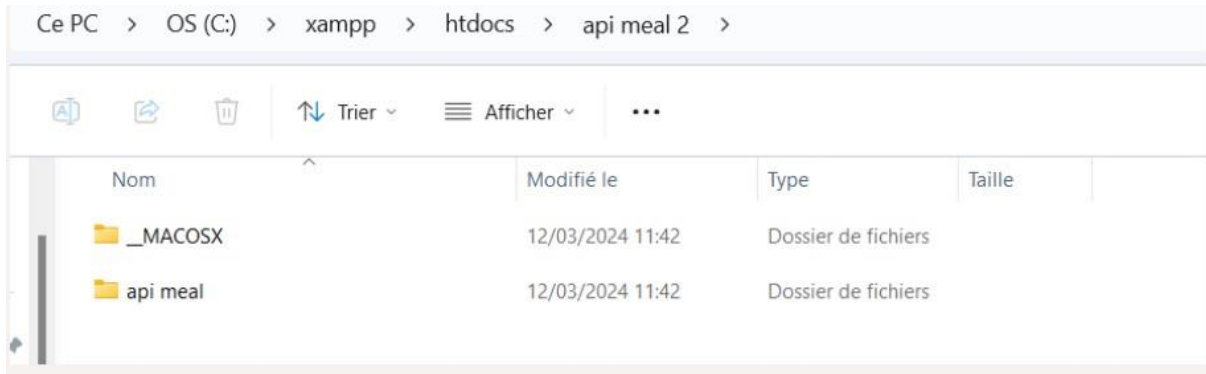 Ce PC > OS (C:) > xampp > htdocs > api meal 2 >
Trier Afficher ...
Nom Modifié le Type Taille
__MACOSX 12/03/2024 11:42 Dossier de fichiers
api meal 12/03/2024 11:42 Dossier de fichiers